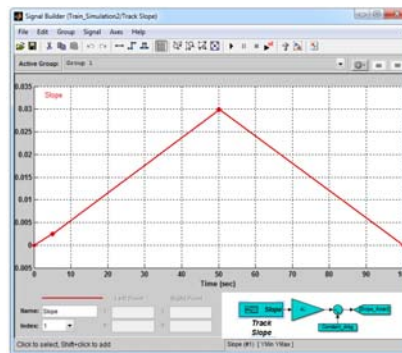 Signal Builder (Train_Simulation2/Track Slope)
File Edit Group Signal Axes Help
Active Group Group 1
0.035
Slope
0.03
0.025
0.02
0.015
0.01
0.005
0
0.005
0 10 20 30 40 50 60 70 80 90
Time (sec)
Left Point Right Point
Name: Slope
Index: 1
Slope
Track
Slope
Click to select, Shift+click to add Slope (#1) [ YMin YMax ]